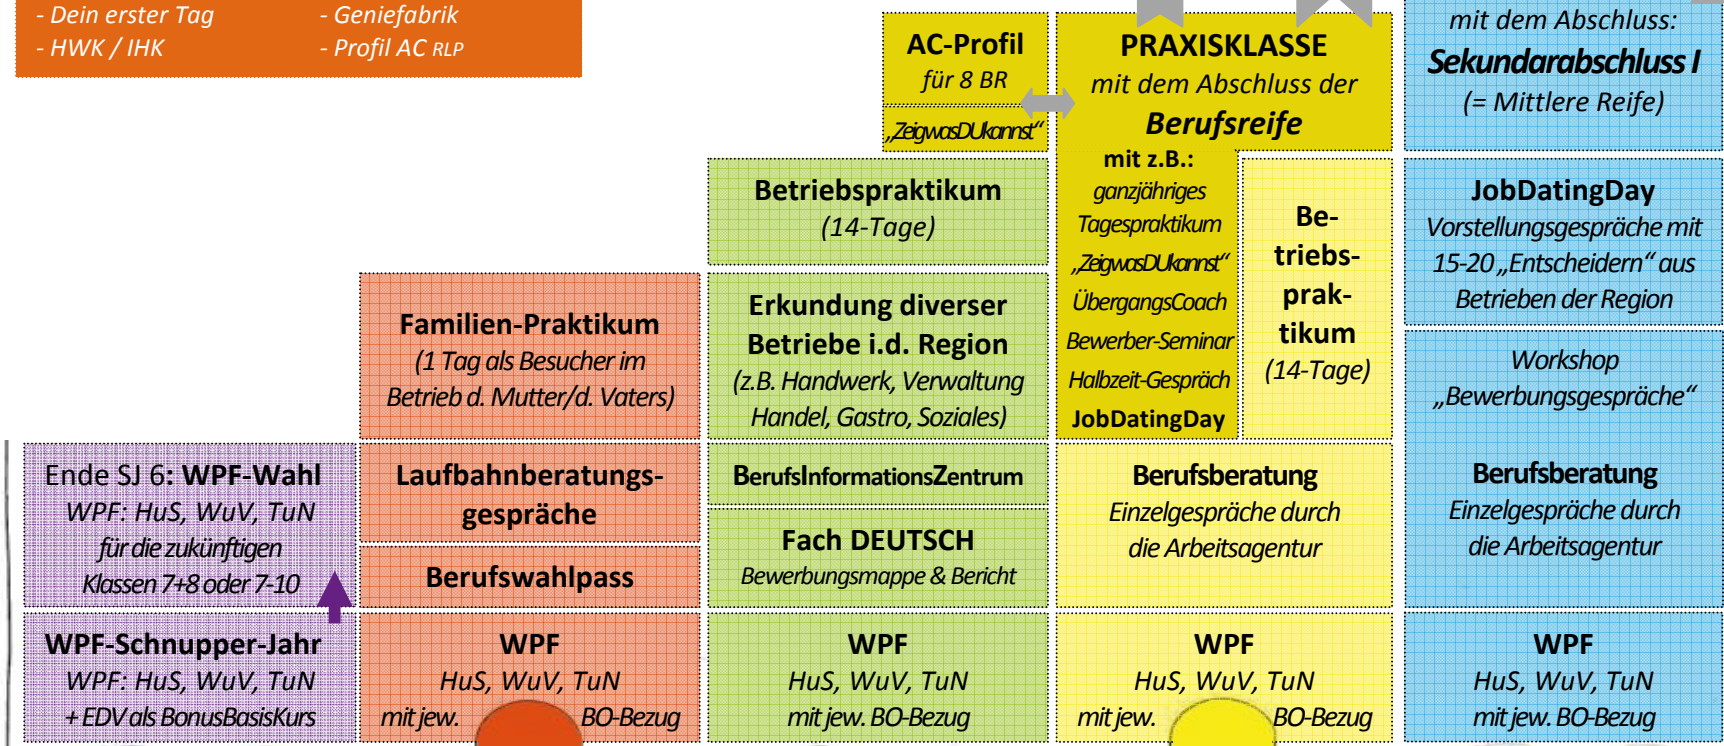 - Dein erster Tag
- HWK / IHK
- Geniefabrik
- Profil AC RLP
AC-Profil
für 8 BR
„ZeigwasDUkannst“
PRAXISKLASSE
mit dem Abschluss der
Berufsreife
mit z.B.:
ganzjähriges
Tagespraktikum
„ZeigwasDUkannst“
ÜbergangsCoach
Bewerber-Seminar
Halbzeit-Gespräch
JobDatingDay
Be-
triebs-
prak-
tikum
(14-Tage)
mit dem Abschluss:
Sekundarabschluss I
(= Mittlere Reife)
JobDatingDay
Vorstellungsgespräche mit
15-20 „Entscheidern“ aus
Betrieben der Region
Workshop
„Bewerbungsgespräche“
Berufsberatung
Einzelgespräche durch
die Arbeitsagentur
Betriebspraktikum
(14-Tage)
Erkundung diverser
Betriebe i.d. Region
(z.B. Handwerk, Verwaltung
Handel, Gastro, Soziales)
BerufsInformationsZentrum
Fach DEUTSCH
Bewerbungsmappe & Bericht
Familien-Praktikum
(1 Tag als Besucher im
Betrieb d. Mutter/d. Vaters)
Laufbahnberatungs-
gespräche
Berufswahlpass
Ende SJ 6: WPF-Wahl
WPF: HuS, WuV, TuN
für die zukünftigen
Klassen 7+8 oder 7-10
Berufsberatung
Einzelgespräche durch
die Arbeitsagentur
WPF-Schnupper-Jahr
WPF: HuS, WuV, TuN
+ EDV als BonusBasisKurs
WPF
HuS, WuV, TuN
mit jew. BO-Bezug
WPF
HuS, WuV, TuN
mit jew. BO-Bezug
WPF
HuS, WuV, TuN
mit jew. BO-Bezug
WPF
HuS, WuV, TuN
mit jew. BO-Bezug